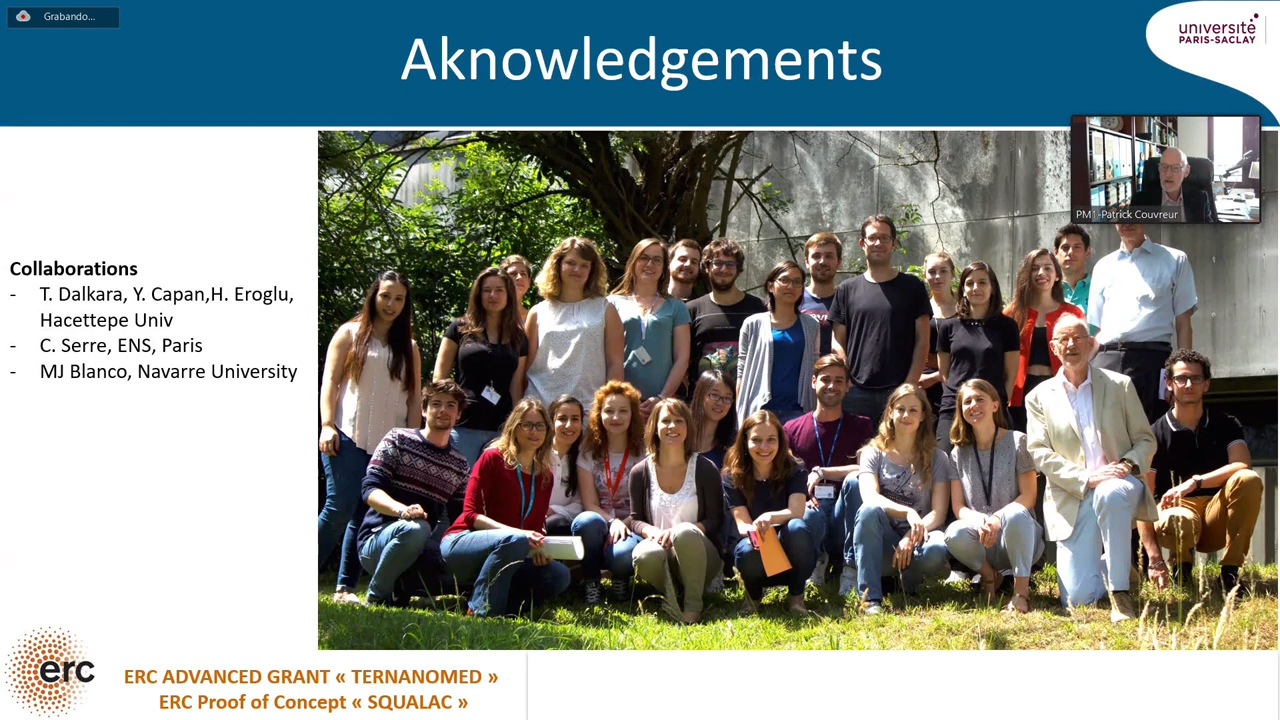 Grabando...
Aknowledgements
université
PARIS-SACLAY
PM1-Patrick Couvreur
Collaborations
- T. Dalkara, Y. Capan,H. Eroglu,
Hacettepe Univ
- C. Serre, ENS, Paris
- MJ Blanco, Navarre University
erc
ERC ADVANCED GRANT « TERNANOMED »
ERC Proof of Concept « SQUALAC »